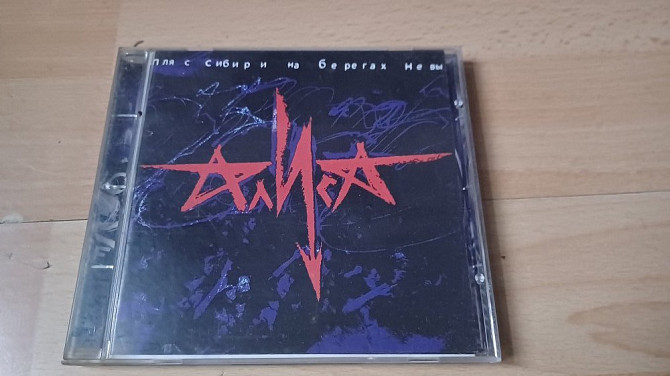 пляс Сибири на берегах Невы
АлисА